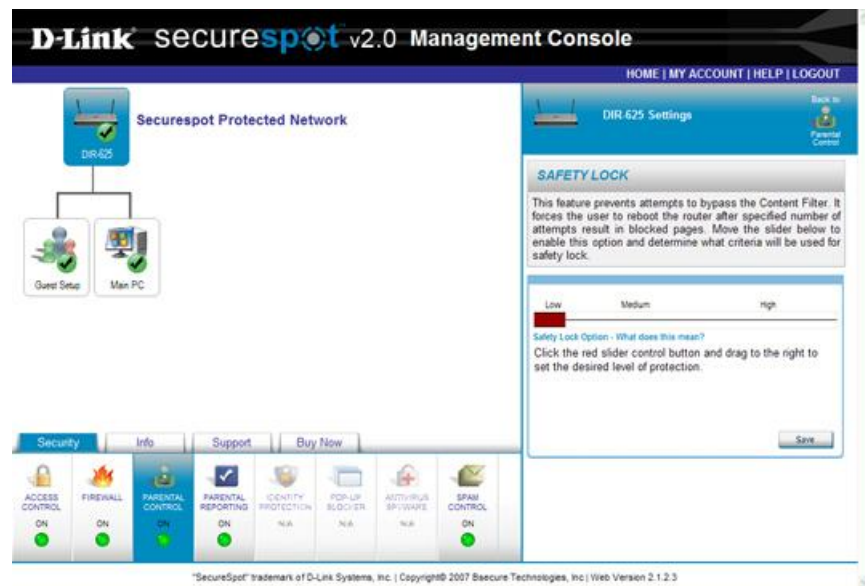 D-Link securespot v2.0 Management Console
HOME | MY ACCOUNT | HELP | LOGOUT
DIR-625
Securespot Protected Network
Guest Setup
Main PC
DIR-625 Settings
Back to
Parental
Control
SAFETY LOCK
This feature prevents attempts to bypass the Content Filter. It
forces the user to reboot the router after specified number of
attempts result in blocked pages. Move the slider below to
enable this option and determine what criteria will be used for
safety lock.
Low Medium High
Safety Lock Option - What does this mean?
Click the red slider control button and drag to the right to
set the desired level of protection.
Save
Security Info Support Buy Now
ACCESS
CONTROL
ON
FIREWALL
ON
PARENTAL
CONTROL
ON
PARENTAL
REPORTING
ON
IDENTITY
PROTECTION
N/A
POP-UP
BLOCKER
N/A
ANTIVIRUS
SPYWARE
N/A
SPAM
CONTROL
ON
"SecureSpot" trademark of D-Link Systems, Inc. | Copyright© 2007 Bsecure Technologies, Inc | Web Version 2.1.2.3